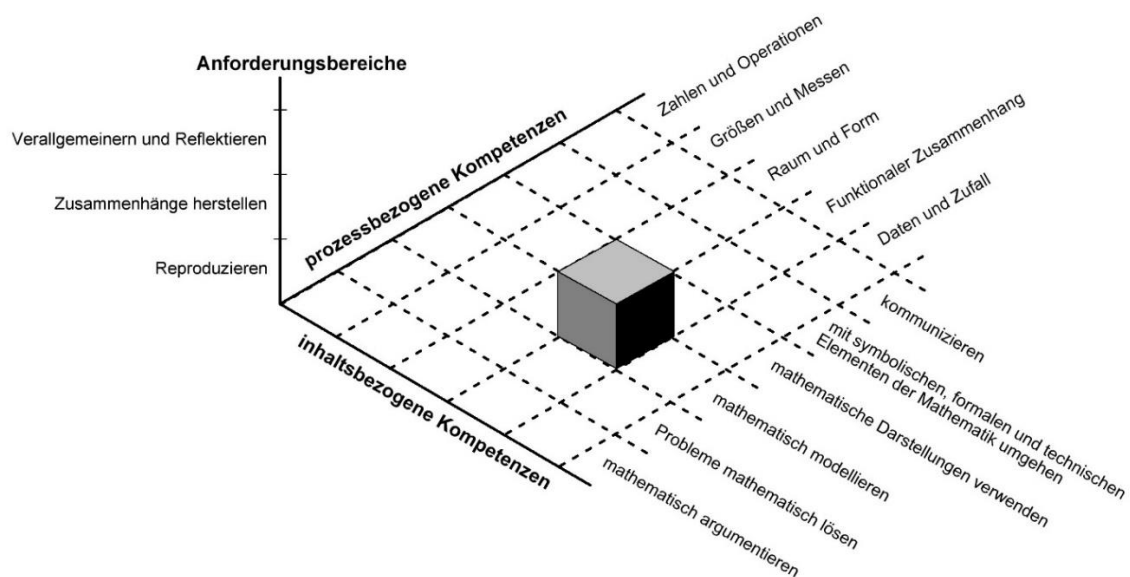 Anforderungsbereiche
Verallgemeinern und Reflektieren
Zusammenhänge herstellen
Reproduzieren
prozessbezogene Kompetenzen
inhaltsbezogene Kompetenzen
Zahlen und Operationen
Größen und Messen
Raum und Form
Funktionaler Zusammenhang
Daten und Zufall
kommunizieren
mit symbolischen, formalen und technischen
Elementen der Mathematik umgehen
mathematische Darstellungen verwenden
mathematisch modellieren
Probleme mathematisch lösen
mathematisch argumentieren